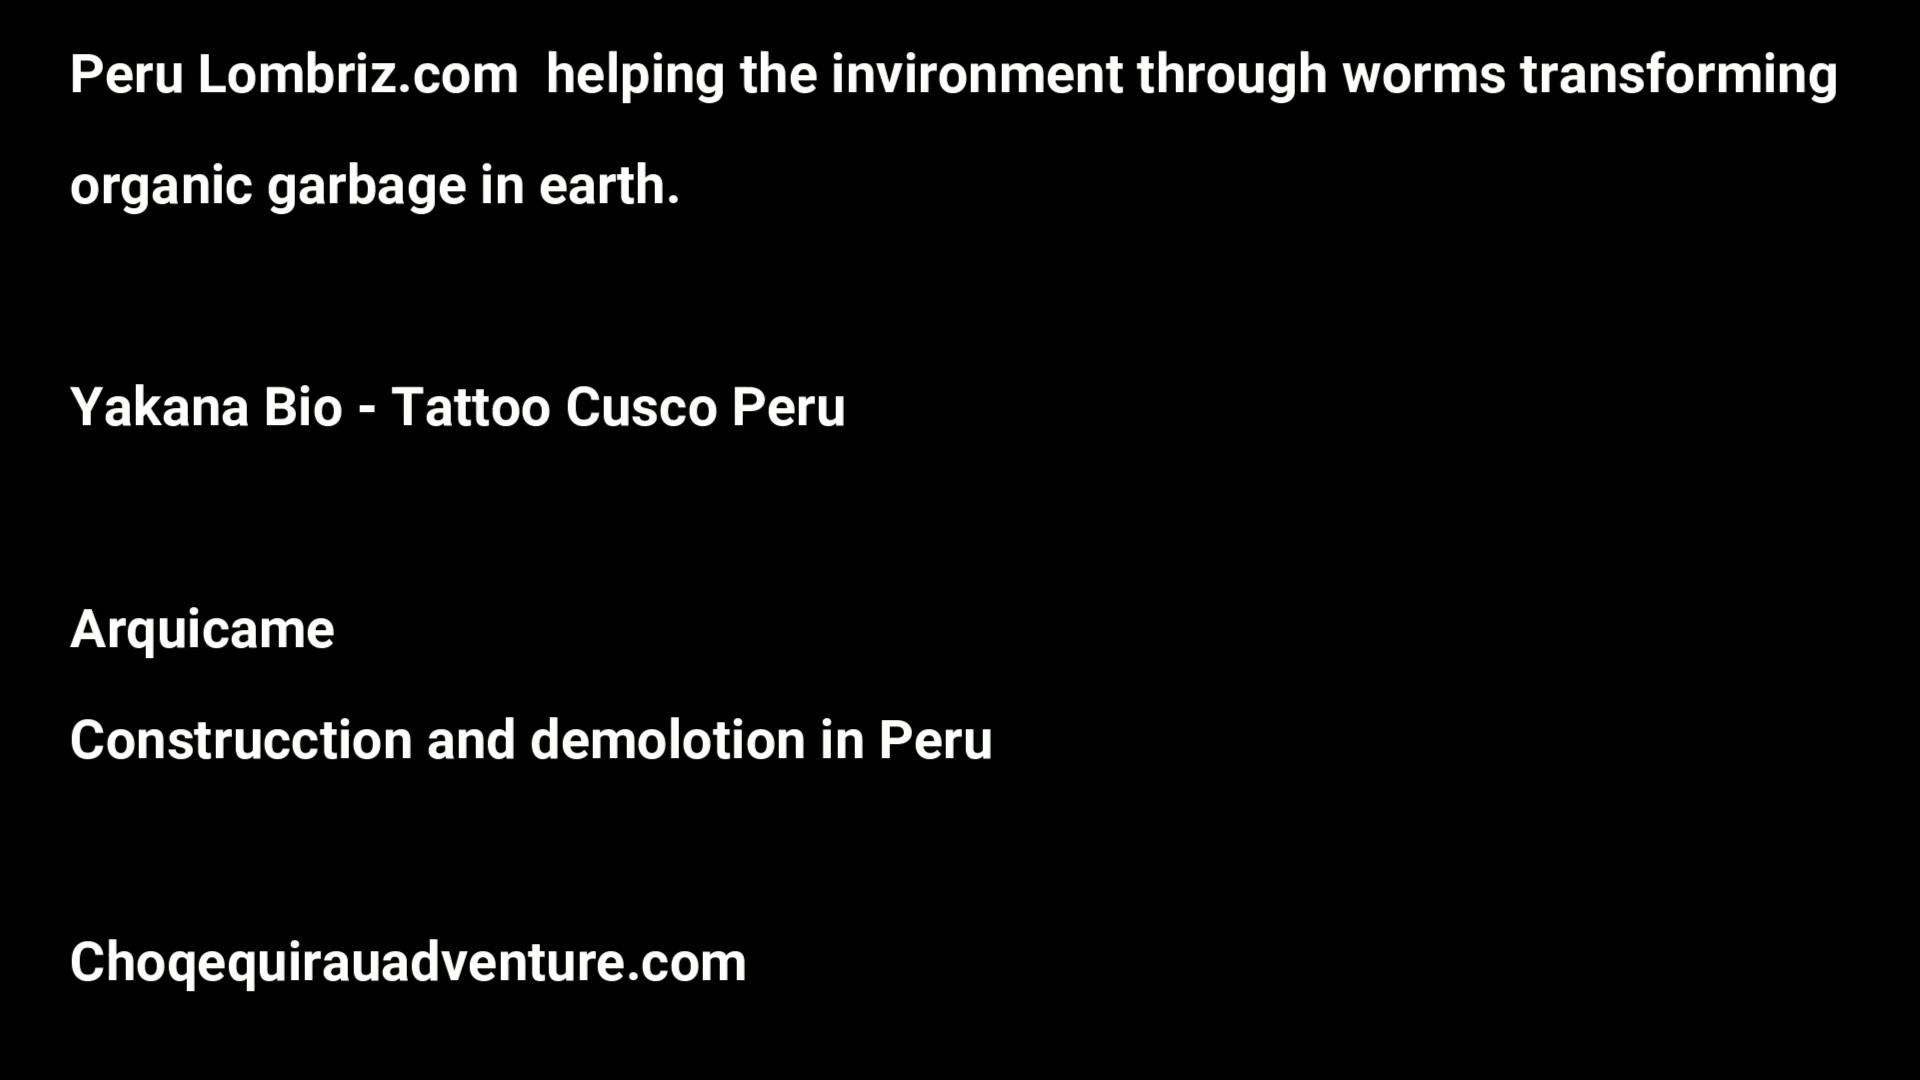 Peru Lombriz.com  helping the invironment through worms transforming
organic garbage in earth.
Yakana Bio - Tattoo Cusco Peru
Arquicame
Construcction and demolotion in Peru
Choqequirauadventure.com